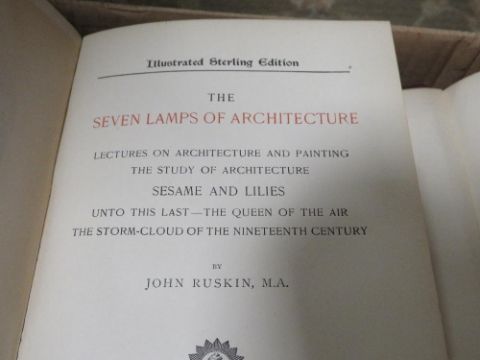 Illustrated Sterling Edition
THE
SEVEN LAMPS OF ARCHITECTURE
LECTURES ON ARCHITECTURE AND PAINTING
THE STUDY OF ARCHITECTURE
SESAME AND LILIES
UNTO THIS LAST—THE QUEEN OF THE AIR
THE STORM-CLOUD OF THE NINETEENTH CENTURY
BY
JOHN RUSKIN, M.A.